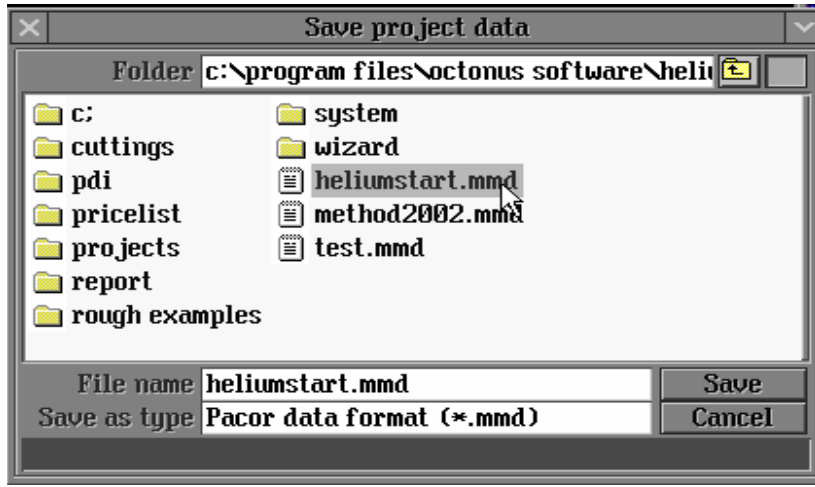 Save project data
Folder c:\program files\octonus software\heliu
c;
cuttings
pdi
pricelist
projects
report
rough examples
system
wizard
heliumstart.mmd
method2002.mmd
test.mmd
File name heliumstart.mmd Save
Save as type Pacor data format (*.mmd) Cancel